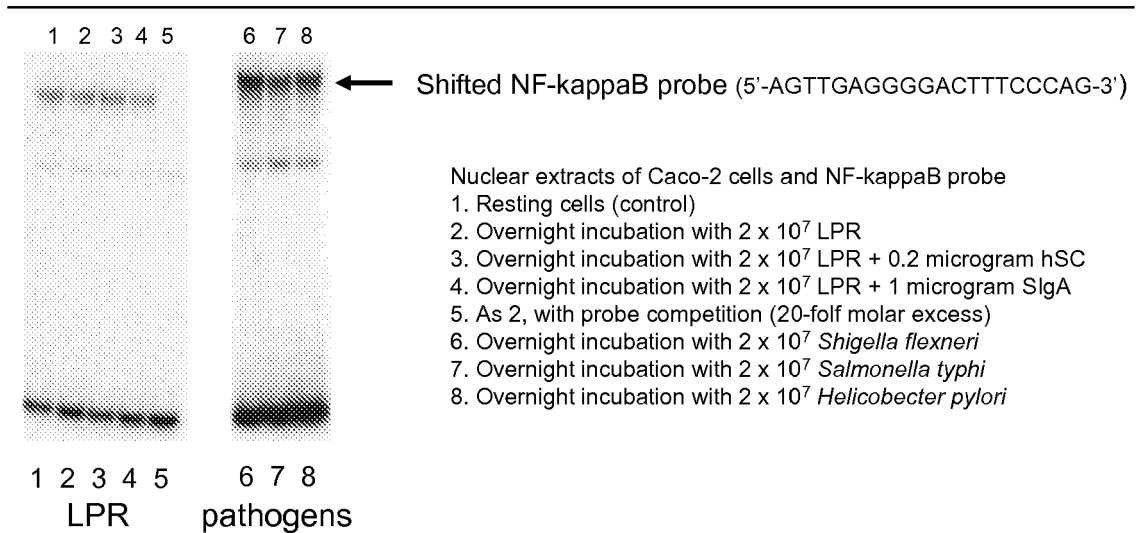 1 2 3 4 5
6 7 8
Shifted NF-kappaB probe (5'-AGTTGAGGGGACTTTCCCAG-3')
Nuclear extracts of Caco-2 cells and NF-kappaB probe
1. Resting cells (control)
2. Overnight incubation with 2 x 10⁷ LPR
3. Overnight incubation with 2 x 10⁷ LPR + 0.2 microgram hSC
4. Overnight incubation with 2 x 10⁷ LPR + 1 microgram SIgA
5. As 2, with probe competition (20-folf molar excess)
6. Overnight incubation with 2 x 10⁷ Shigella flexneri
7. Overnight incubation with 2 x 10⁷ Salmonella typhi
8. Overnight incubation with 2 x 10⁷ Helicobecter pylori
1 2 3 4 5
6 7 8
LPR
pathogens